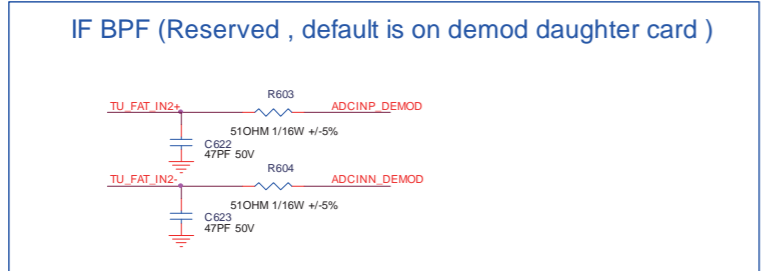 IF BPF (Reserved , default is on demod daughter card )
R603
TU_FAT_IN2+
ADCINP_DEMOD
51OHM 1/16W +/-5%
C622
47PF 50V
R604
TU_FAT_IN2-
ADCINN_DEMOD
51OHM 1/16W +/-5%
C623
47PF 50V